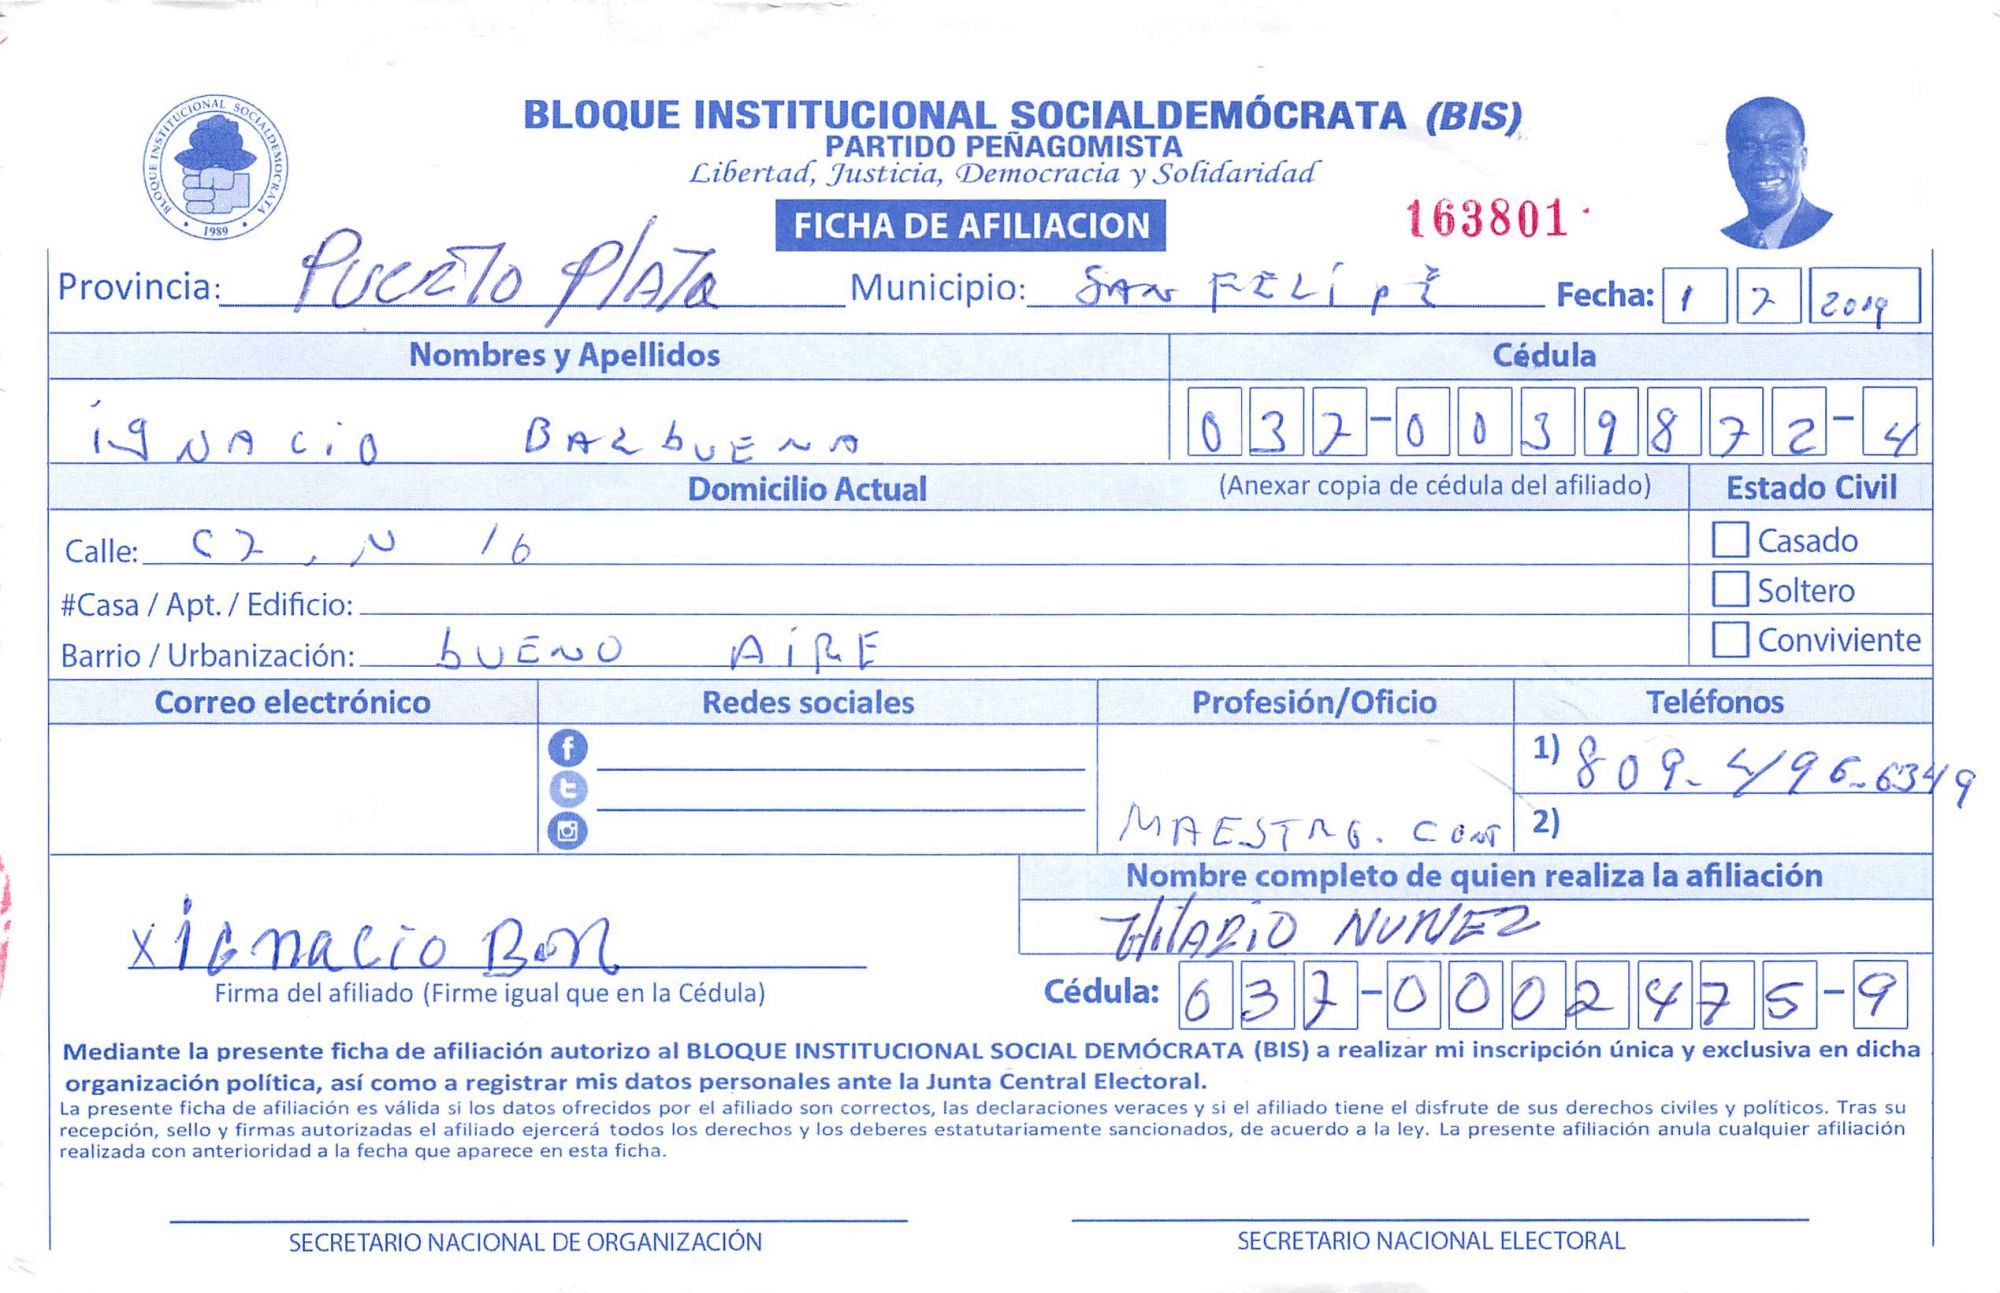 BLOQUE INSTITUCIONAL SOCIALDEMÓCRATA (BIS)
PARTIDO PEÑAGOMISTA
Libertad, Justicia, Democracia y Solidaridad
BLOQUE INSTITUCIONAL SOCIALDEMOCRATA
1989
FICHA DE AFILIACION
163801
Provincia: PUERTO PLATA Municipio: SAN FELIPE Fecha: 1 7 2019
Nombres y Apellidos Cédula
IGNACIO BALBUENA 037-0039872-4
Domicilio Actual (Anexar copia de cédula del afiliado) Estado Civil
Calle: C7, N 16 Casado
#Casa / Apt. / Edificio: Soltero
Barrio / Urbanización: BUENO AIRE Conviviente
Correo electrónico Redes sociales Profesión/Oficio Teléfonos
1) 809-496-6349
MAESTRO. CONT 2)
Nombre completo de quien realiza la afiliación
HILARIO NUNEZ
X IGNACIO
Firma del afiliado (Firme igual que en la Cédula) Cédula: 037-0002475-9
Mediante la presente ficha de afiliación autorizo al BLOQUE INSTITUCIONAL SOCIAL DEMÓCRATA (BIS) a realizar mi inscripción única y exclusiva en dicha
organización política, así como a registrar mis datos personales ante la Junta Central Electoral.
La presente ficha de afiliación es válida si los datos ofrecidos por el afiliado son correctos, las declaraciones veraces y si el afiliado tiene el disfrute de sus derechos civiles y políticos. Tras su
recepción, sello y firmas autorizadas el afiliado ejercerá todos los derechos y los deberes estatutariamente sancionados, de acuerdo a la ley. La presente afiliación anula cualquier afiliación
realizada con anterioridad a la fecha que aparece en esta ficha.
SECRETARIO NACIONAL DE ORGANIZACIÓN SECRETARIO NACIONAL ELECTORAL